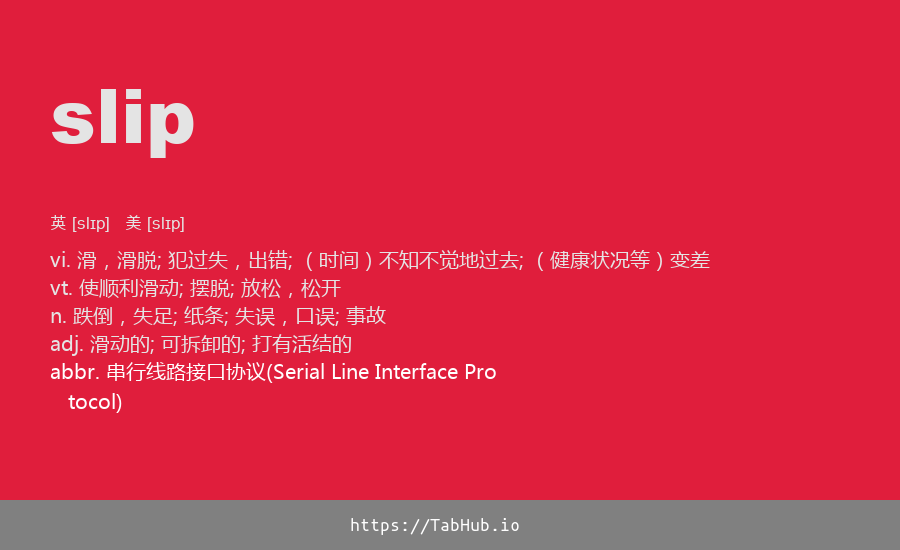 slip
英 [slɪp] 美 [slɪp]
vi. 滑，滑脱; 犯过失，出错; （时间）不知不觉地过去; （健康状况等）变差
vt. 使顺利滑动; 摆脱; 放松，松开
n. 跌倒，失足; 纸条; 失误，口误; 事故
adj. 滑动的; 可拆卸的; 打有活结的
abbr. 串行线路接口协议(Serial Line Interface Pro
tocol)
https://TabHub.io